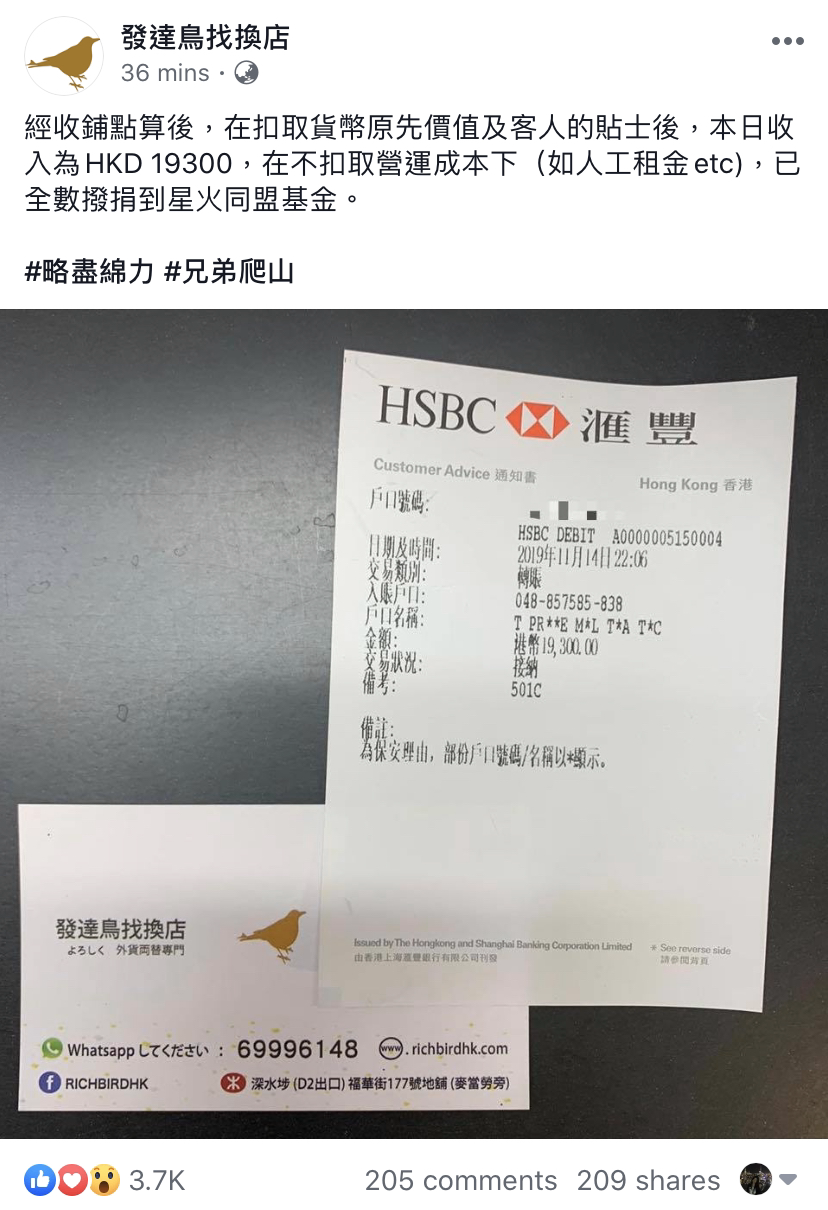 發達鳥找換店
36 mins ·
經收鋪點算後，在扣取貨幣原先價值及客人的貼士後，本日收
入為HKD 19300，在不扣取營運成本下（如人工租金etc)，已
全數撥捐到星火同盟基金。
#略盡綿力 #兄弟爬山
HSBC 滙豐
Customer Advice 通知書
Hong Kong 香港
戶口號碼:
HSBC DEBIT A0000005150004
日期及時間: 2019年11月14日 22:06
交易類別: 轉賬
入賬戶口: 048-857585-838
戶口名稱: T PR**E M*L T*A T*C
金額: 港幣19,300.00
交易狀況: 接納
備考: 501C
備註:
為保安理由, 部份戶口號碼/名稱以*顯示。
Issued by The Hongkong and Shanghai Banking Corporation Limited
由香港上海滙豐銀行有限公司刊發
* See reverse side
請參閱背頁
發達鳥找換店
よろしく 外貨両替専門
Whatsapp してください : 69996148 www.richbirdhk.com
f RICHBIRDHK 深水埗 (D2出口) 福華街177號地舖 (麥當勞旁)
3.7K 205 comments 209 shares